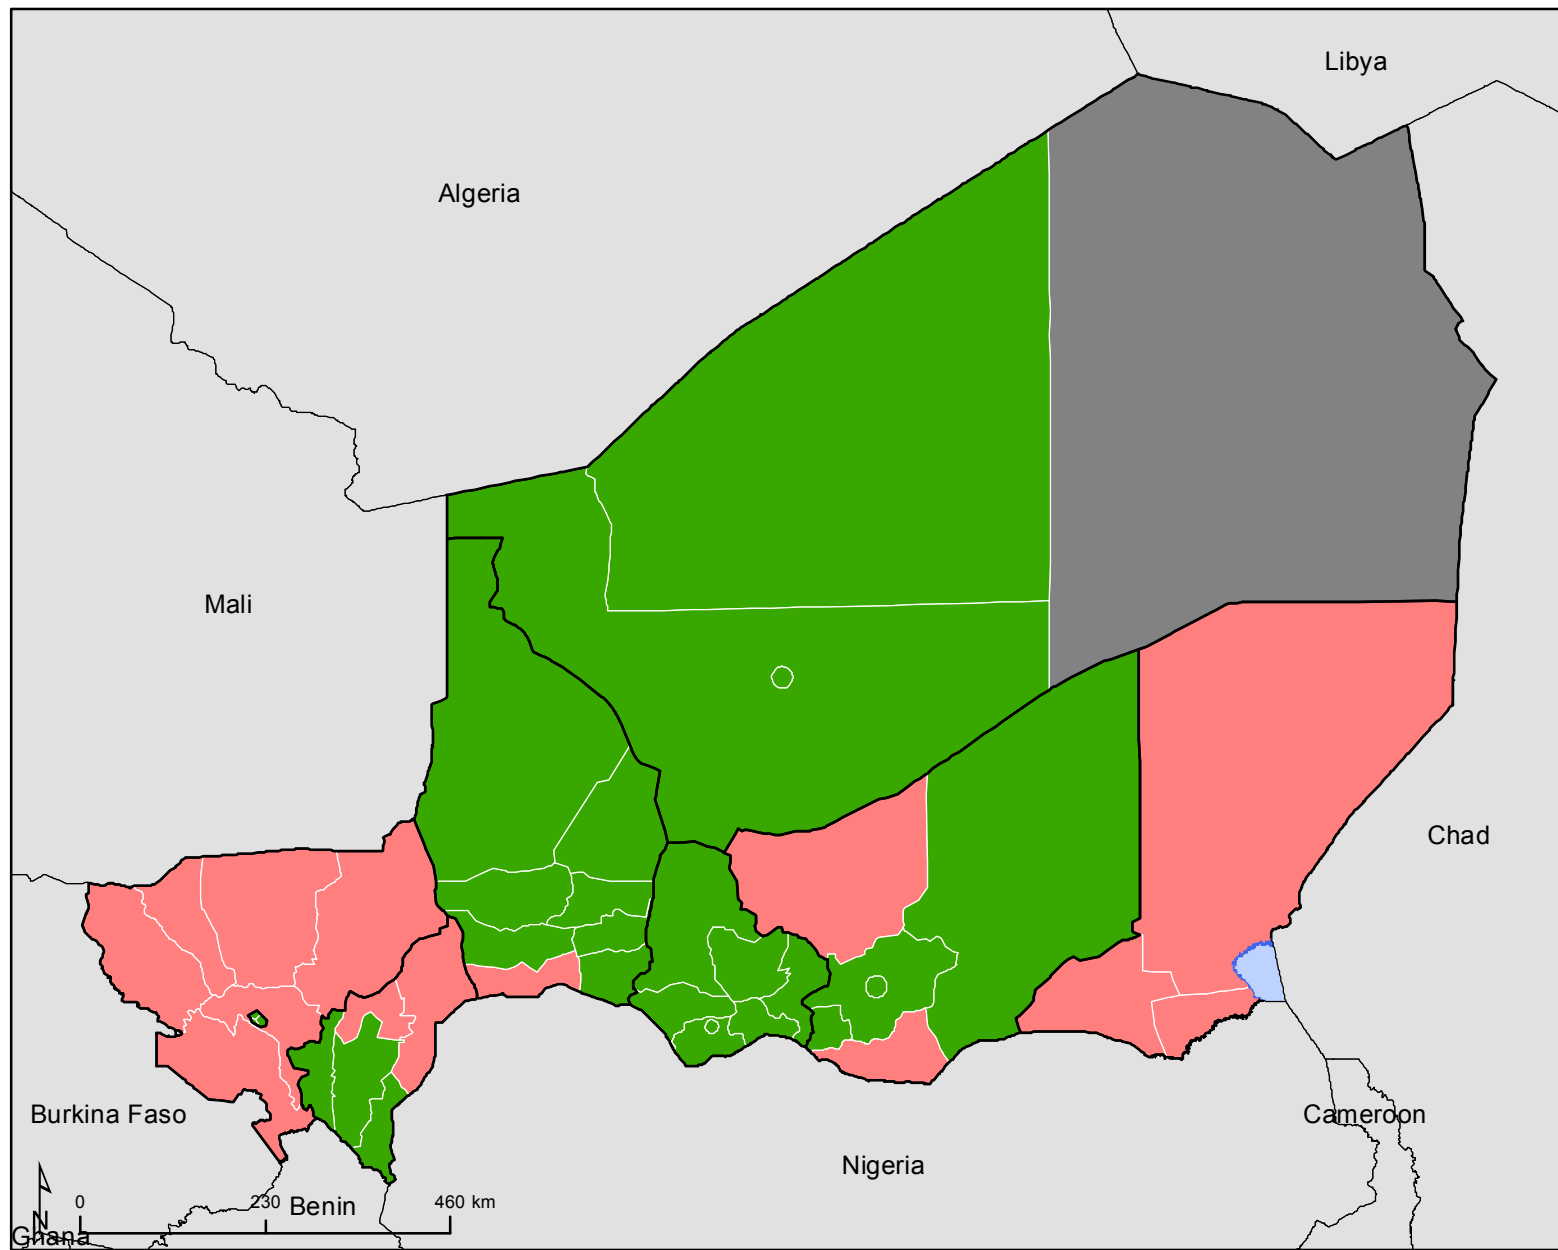 Libya
Algeria
Mali
Chad
Burkina Faso
Cameroon
Nigeria
0 230 460 km
Benin
N
Ghana